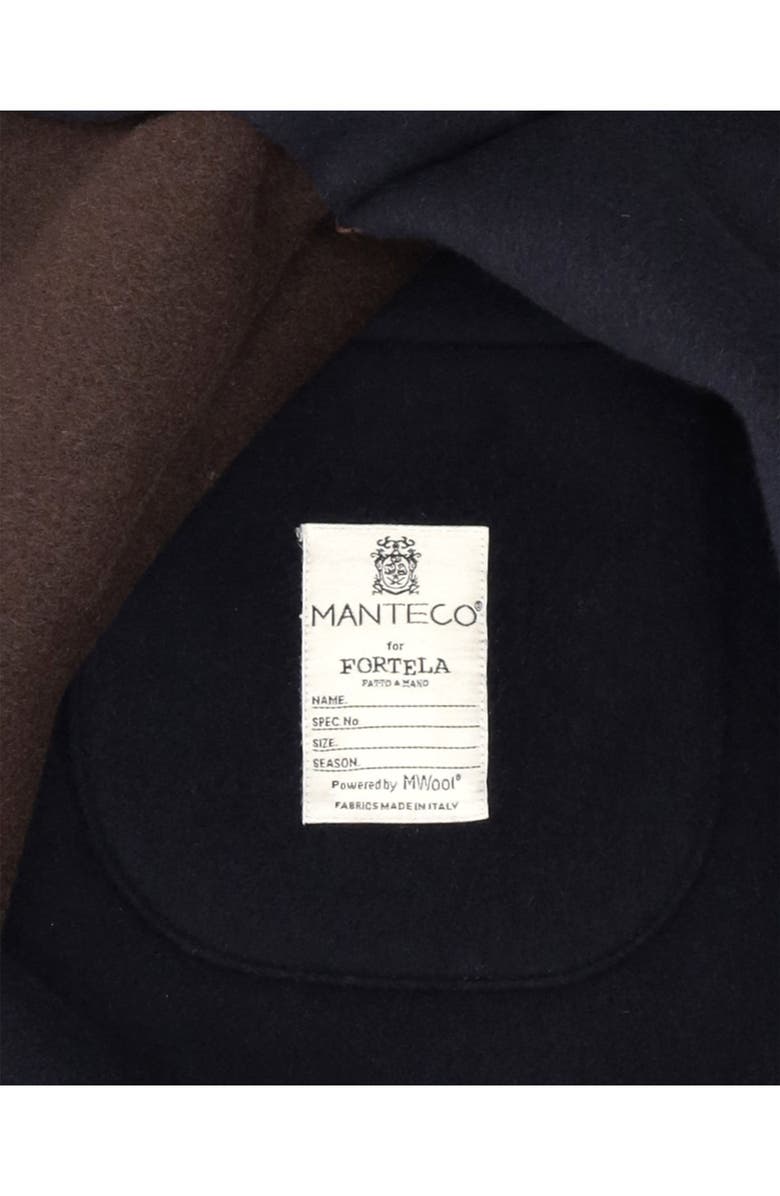 MANTECO®
for
FORTELA
FATTO A MANO
NAME.
SPEC.No
SIZE.
SEASON.
Powered by MWool®
FABRICS MADE IN ITALY